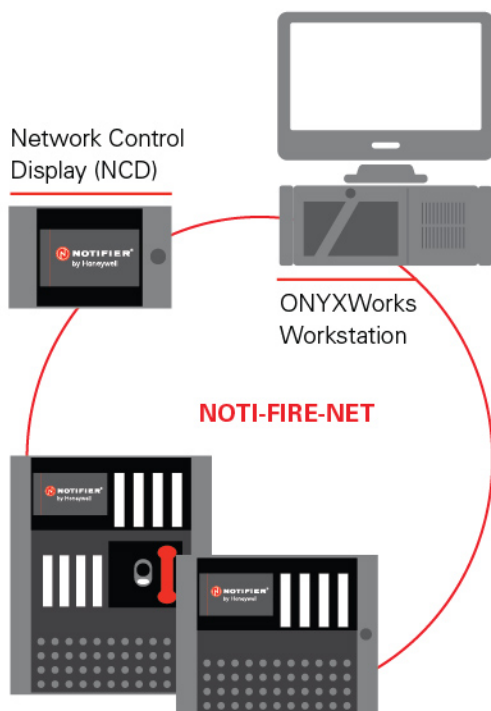 Network Control
Display (NCD)
NOTIFIER®
by Honeywell
ONYXWorks
Workstation
NOTI-FIRE-NET
NOTIFIER®
by Honeywell
NOTIFIER®
by Honeywell